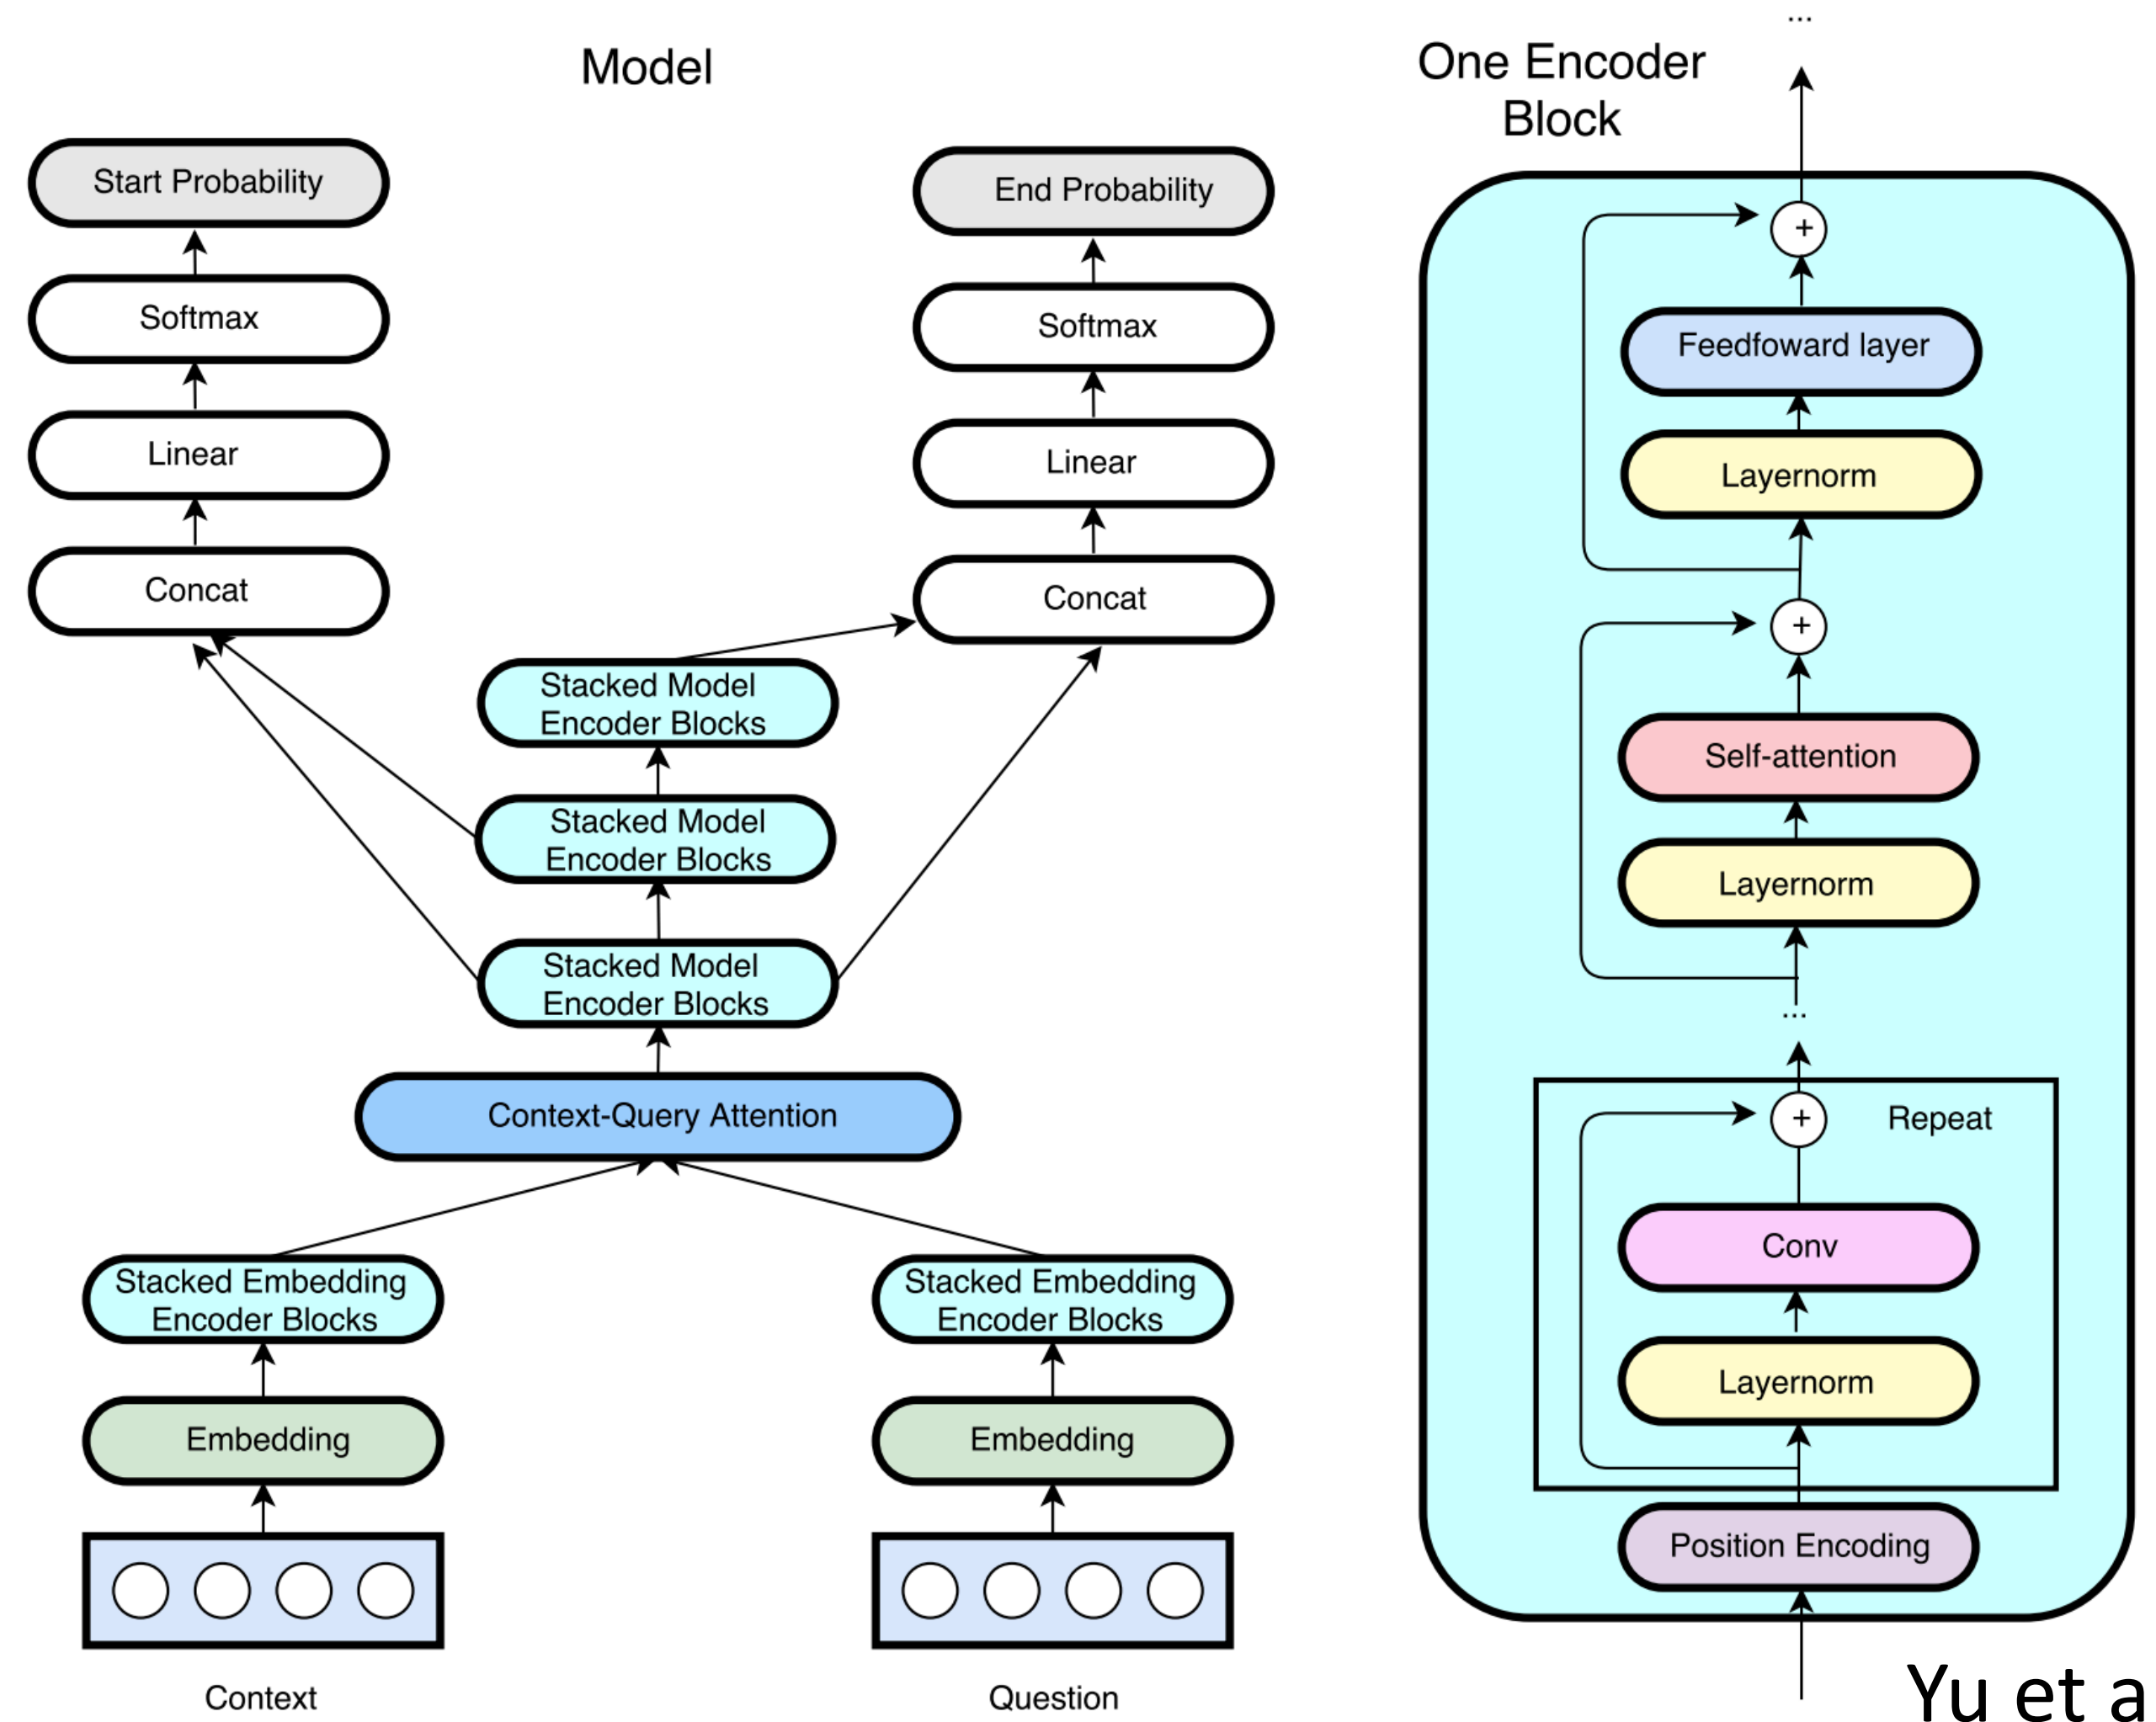 Model
Start Probability
Softmax
Linear
Concat
End Probability
Softmax
Linear
Concat
Stacked Model
Encoder Blocks
Stacked Model
Encoder Blocks
Stacked Model
Encoder Blocks
Context-Query Attention
Stacked Embedding
Encoder Blocks
Stacked Embedding
Encoder Blocks
Embedding
Embedding
Context
Question
One Encoder
Block
...
+
Feedfoward layer
Layernorm
+
Self-attention
Layernorm
...
+
Repeat
Conv
Layernorm
Position Encoding
Yu et a